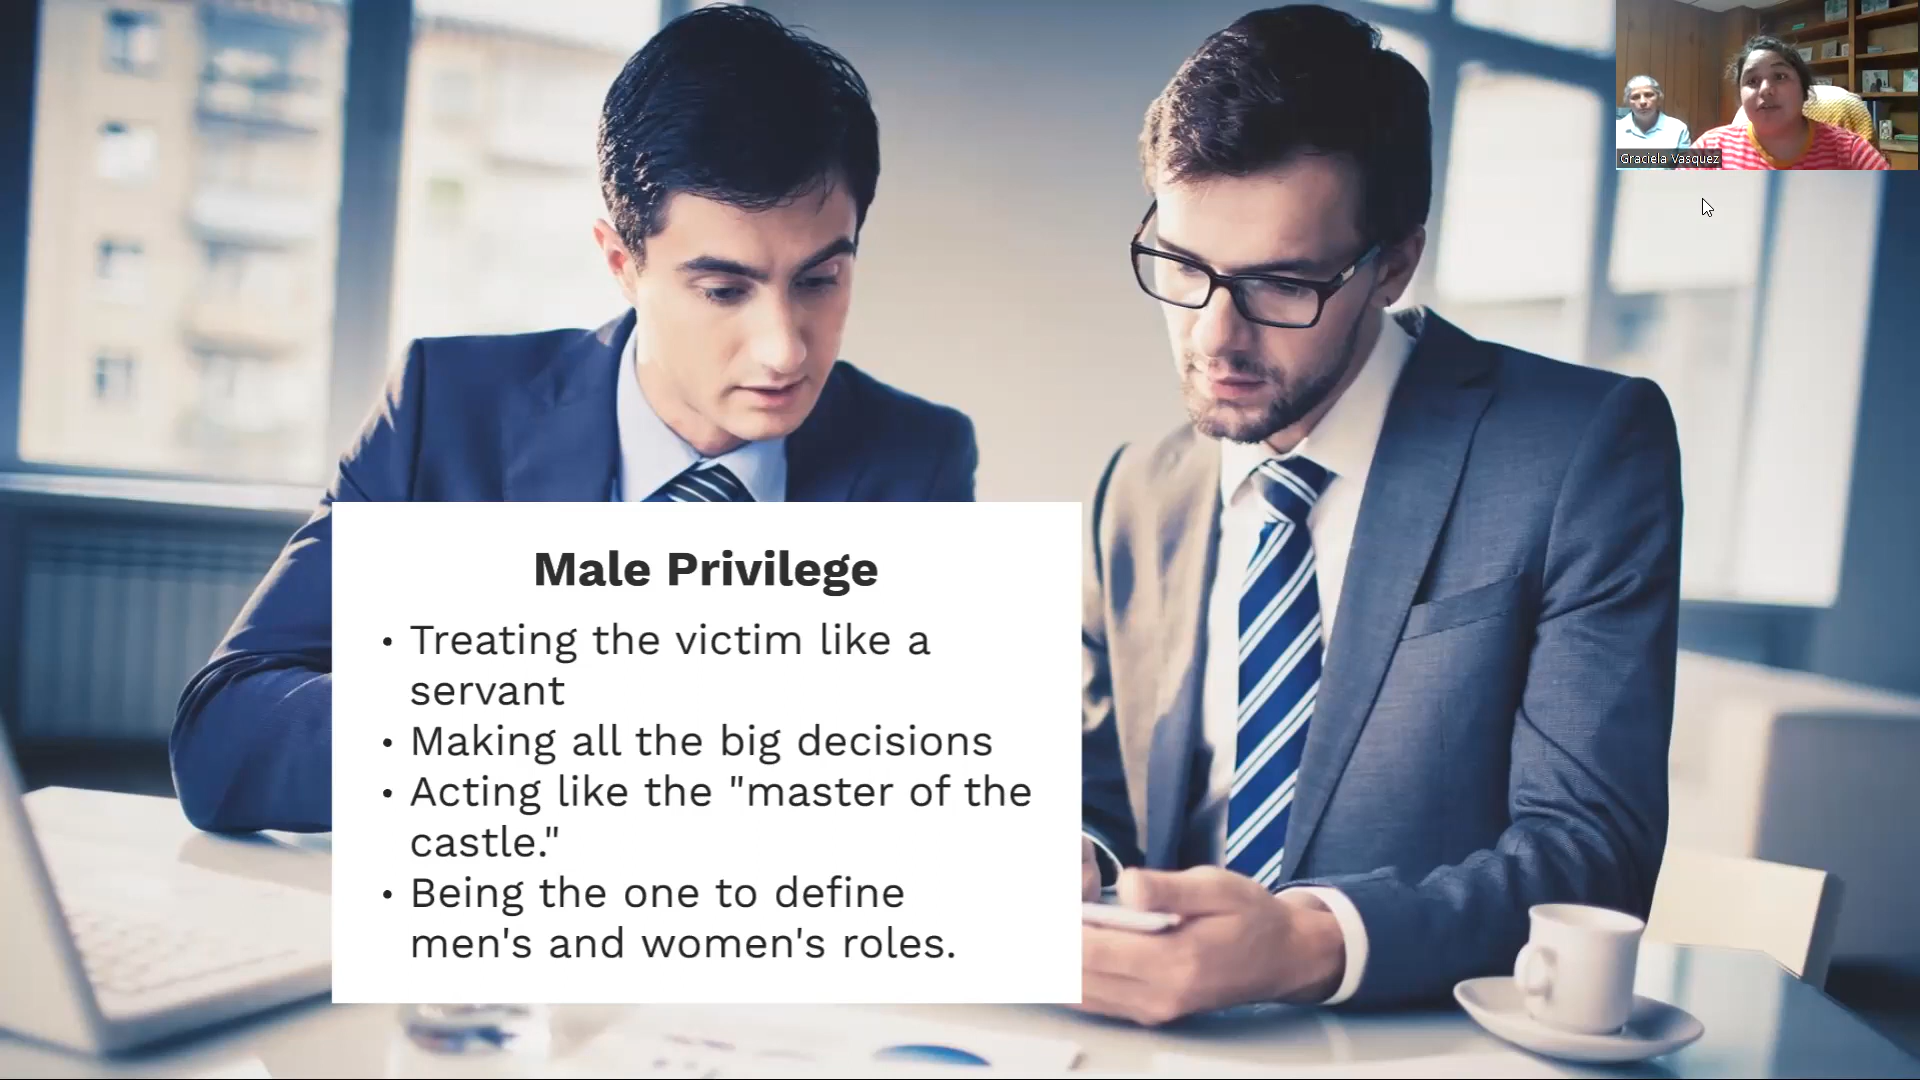 Graciela Vasquez
Male Privilege
• Treating the victim like a
servant
• Making all the big decisions
• Acting like the "master of the
castle."
• Being the one to define
men's and women's roles.